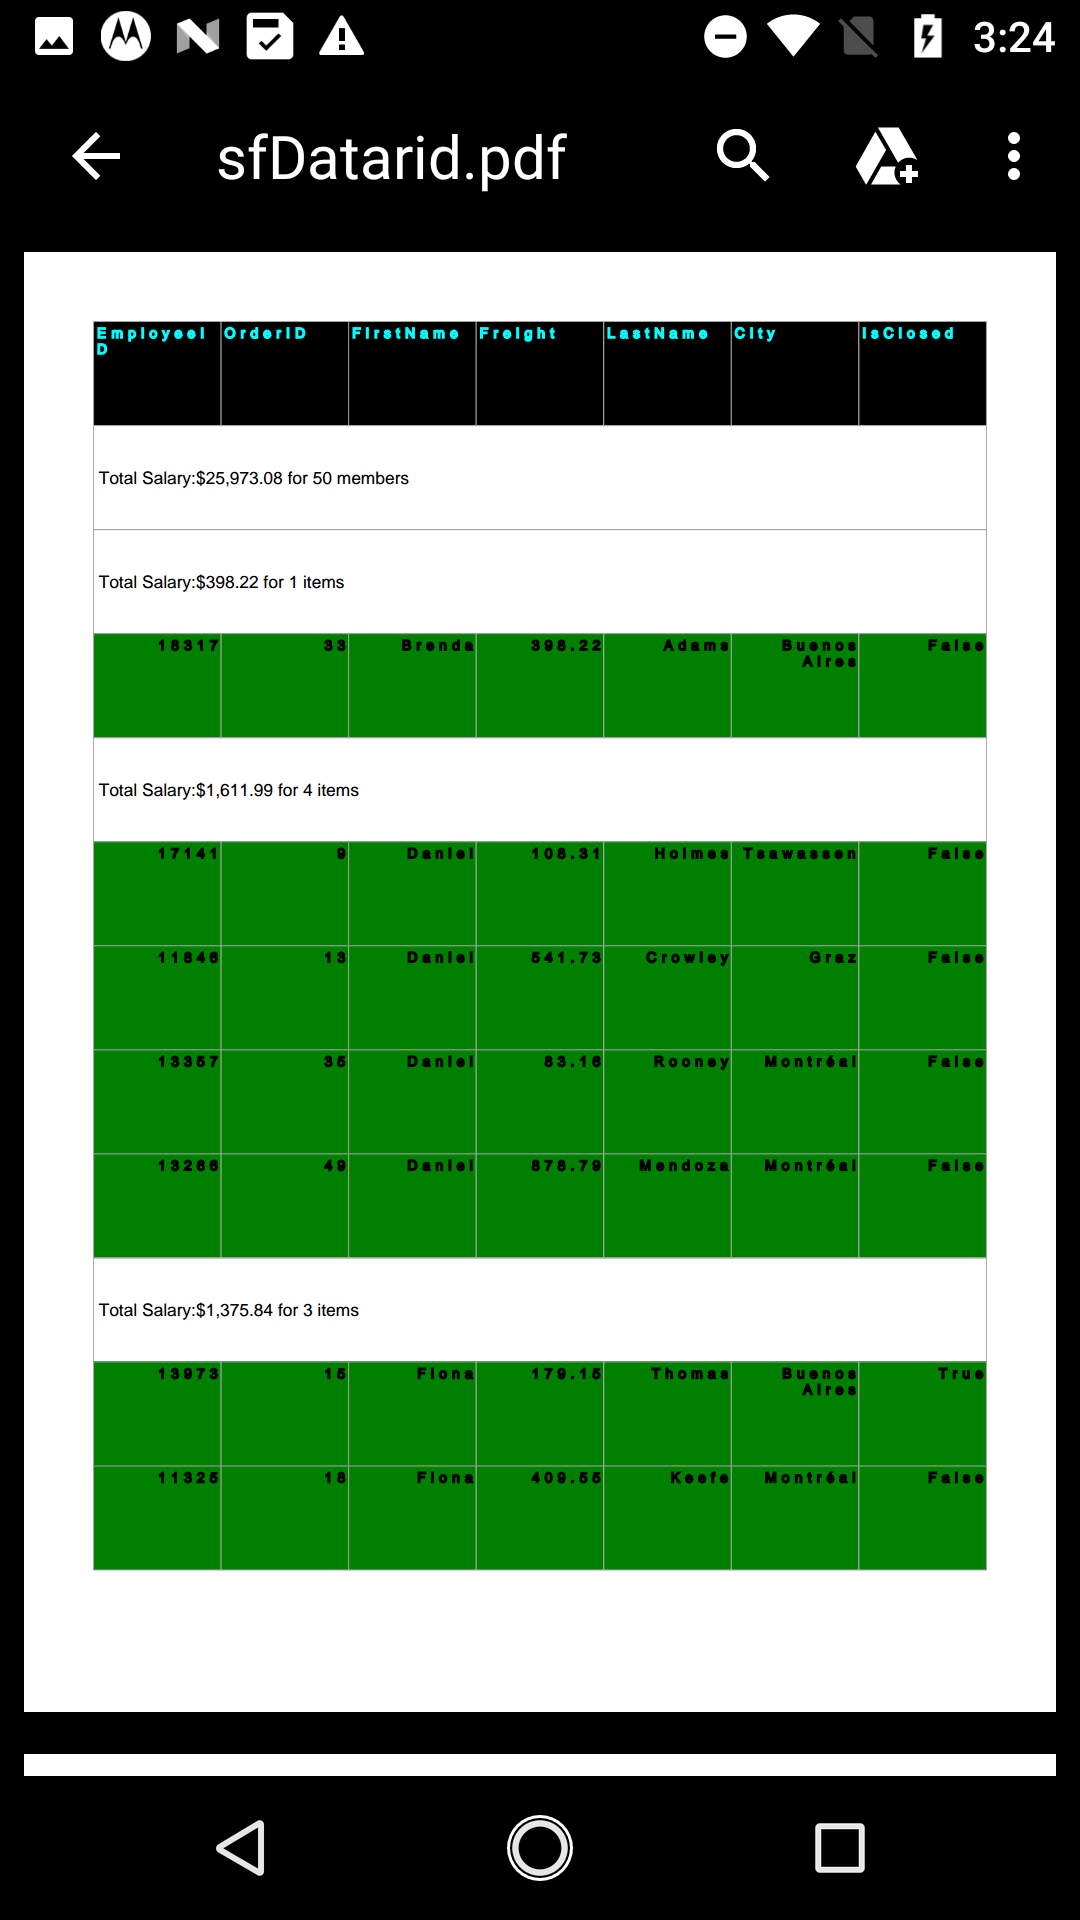 3:24
sfDatarid.pdf
EmployeeI OrderID FirstName Freight LastName City IsClosed
D
Total Salary:$25,973.08 for 50 members
Total Salary:$398.22 for 1 items
18317 33 Brenda 398.22 Adams Buenos False
Aires
Total Salary:$1,611.99 for 4 items
17141 9 Daniel 108.31 Holmes Tsawassen False
11846 13 Daniel 541.73 Crowley Graz False
13357 35 Daniel 83.16 Rooney Montréal False
13266 49 Daniel 878.79 Mendoza Montréal False
Total Salary:$1,375.84 for 3 items
13973 15 Fiona 179.15 Thomas Buenos True
Aires
11325 18 Fiona 409.55 Keefe Montréal False